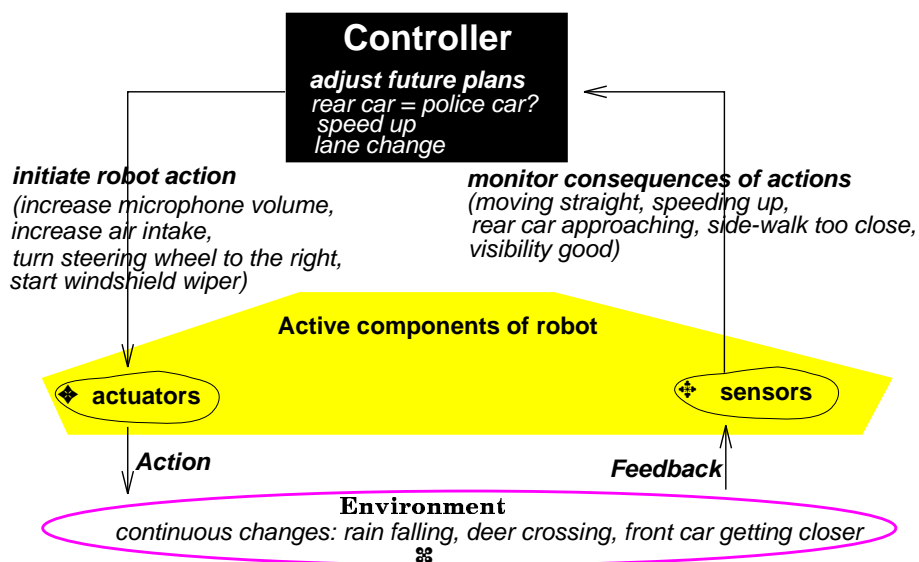 Controller
adjust future plans
rear car = police car?
speed up
lane change
initiate robot action
(increase microphone volume,
increase air intake,
turn steering wheel to the right,
start windshield wiper)
monitor consequences of actions
(moving straight, speeding up,
rear car approaching, side-walk too close,
visibility good)
Active components of robot
actuators
sensors
Action
Feedback
Environment
continuous changes: rain falling, deer crossing, front car getting closer